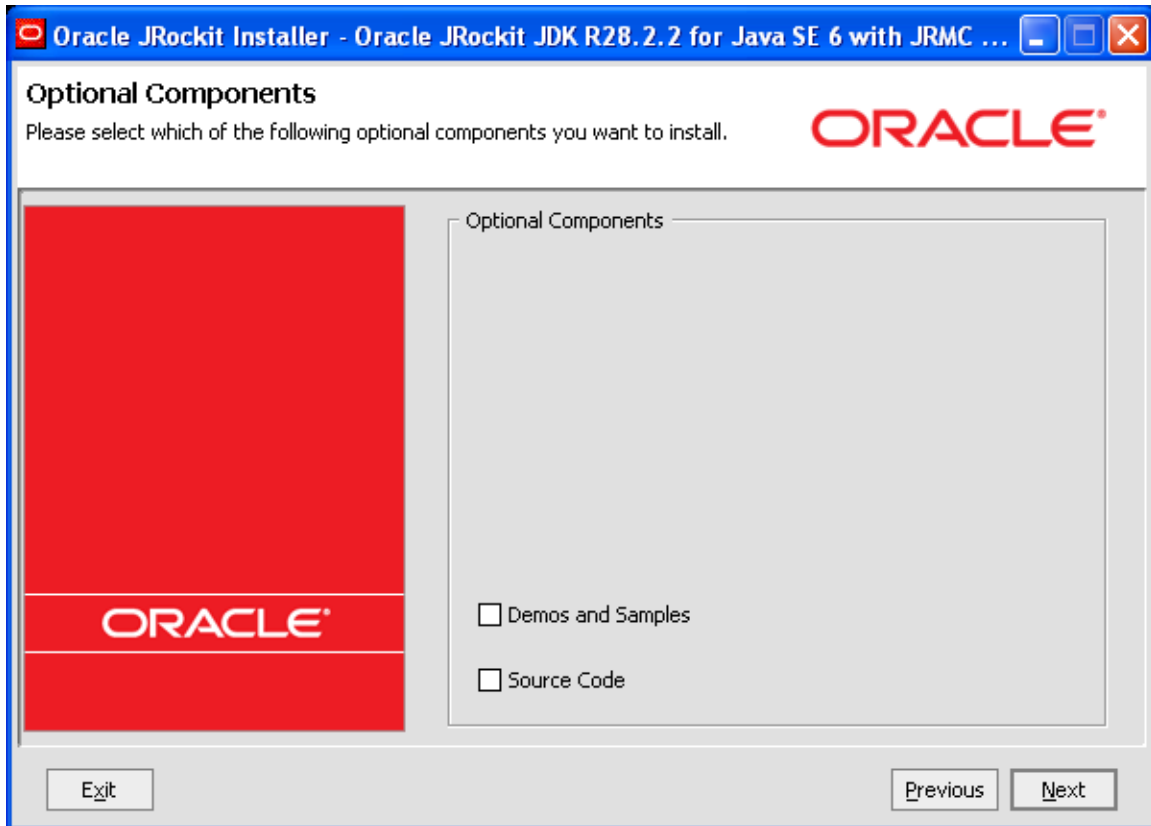 Oracle JRockit Installer - Oracle JRockit JDK R28.2.2 for Java SE 6 with JRMC ...
Optional Components
Please select which of the following optional components you want to install.
ORACLE®
Optional Components
ORACLE®
Demos and Samples
Source Code
Exit
Previous
Next